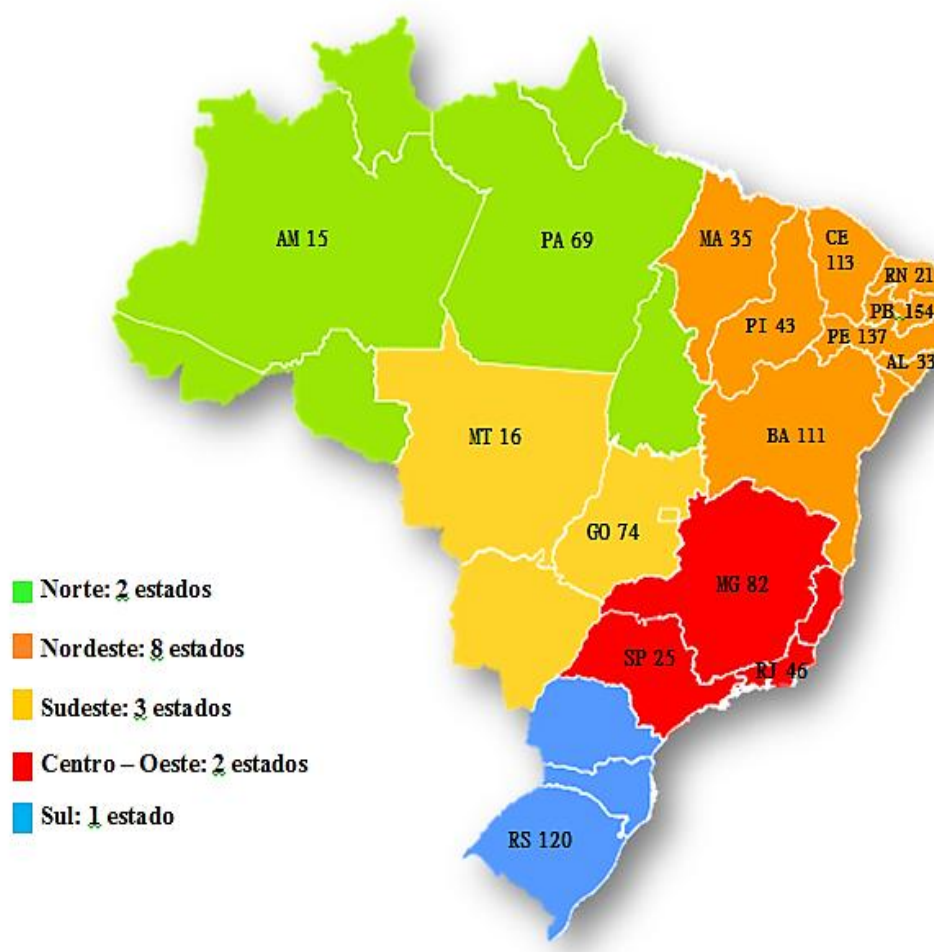 AM 15
PA 69
MA 35
CE
113
RN 21
PI 43
PB 154
PE 137
AL 33
MT 16
BA 111
GO 74
MG 82
SP 25
RJ 46
RS 120
Norte: 2 estados
Nordeste: 8 estados
Sudeste: 3 estados
Centro – Oeste: 2 estados
Sul: 1 estado